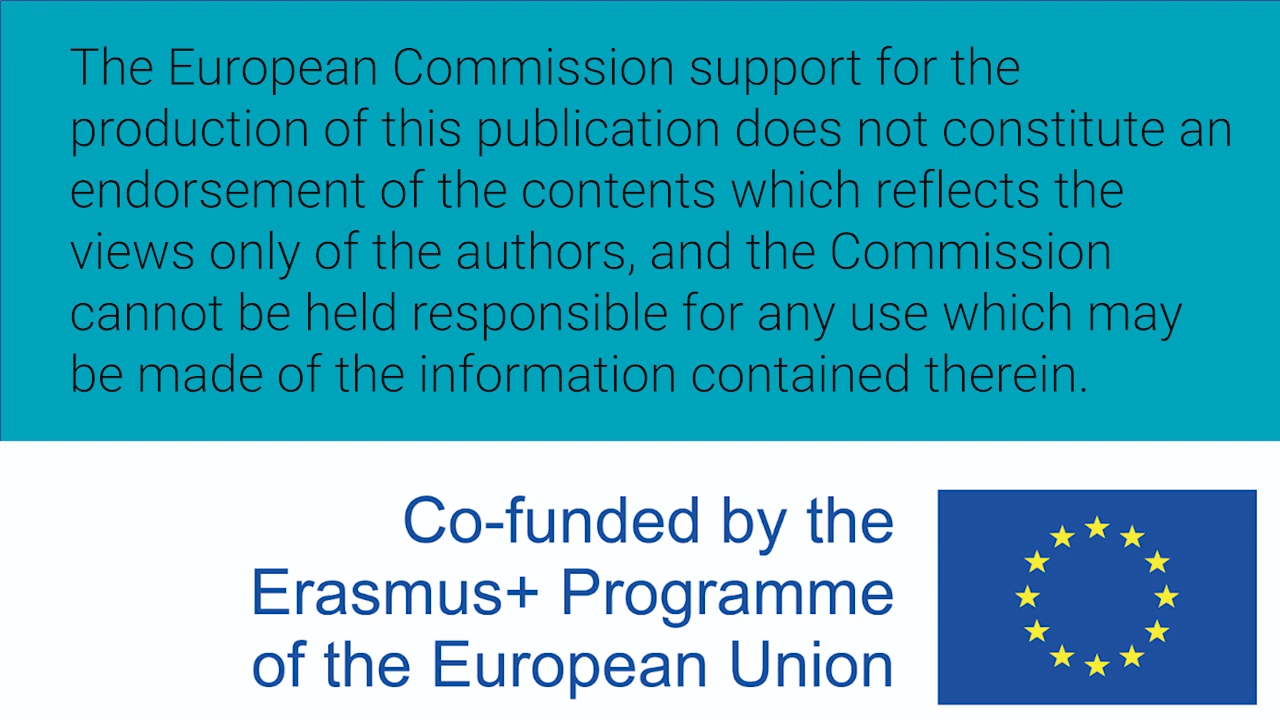 The European Commission support for the
production of this publication does not constitute an
endorsement of the contents which reflects the
views only of the authors, and the Commission
cannot be held responsible for any use which may
be made of the information contained therein.
Co-funded by the
Erasmus+ Programme
of the European Union